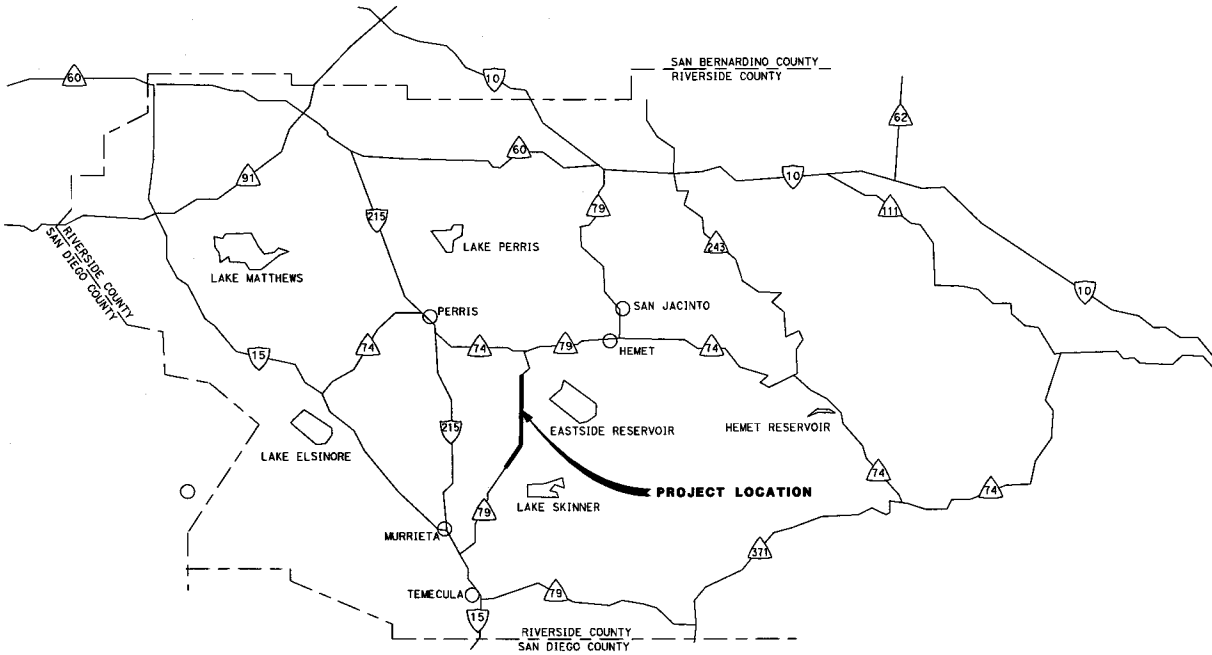 SAN BERNARDINO COUNTY
RIVERSIDE COUNTY
60
10
62
60
91
10
79
111
215
243
RIVERSIDE COUNTY
SAN DIEGO COUNTY
LAKE MATTHEWS
LAKE PERRIS
10
SAN JACINTO
PERRIS
HEMET
15
74
74
79
74
EASTSIDE RESERVOIR
HEMET RESERVOIR
215
LAKE ELSINORE
74
74
PROJECT LOCATION
LAKE SKINNER
79
MURRIETA
371
TEMECULA
79
15
RIVERSIDE COUNTY
SAN DIEGO COUNTY